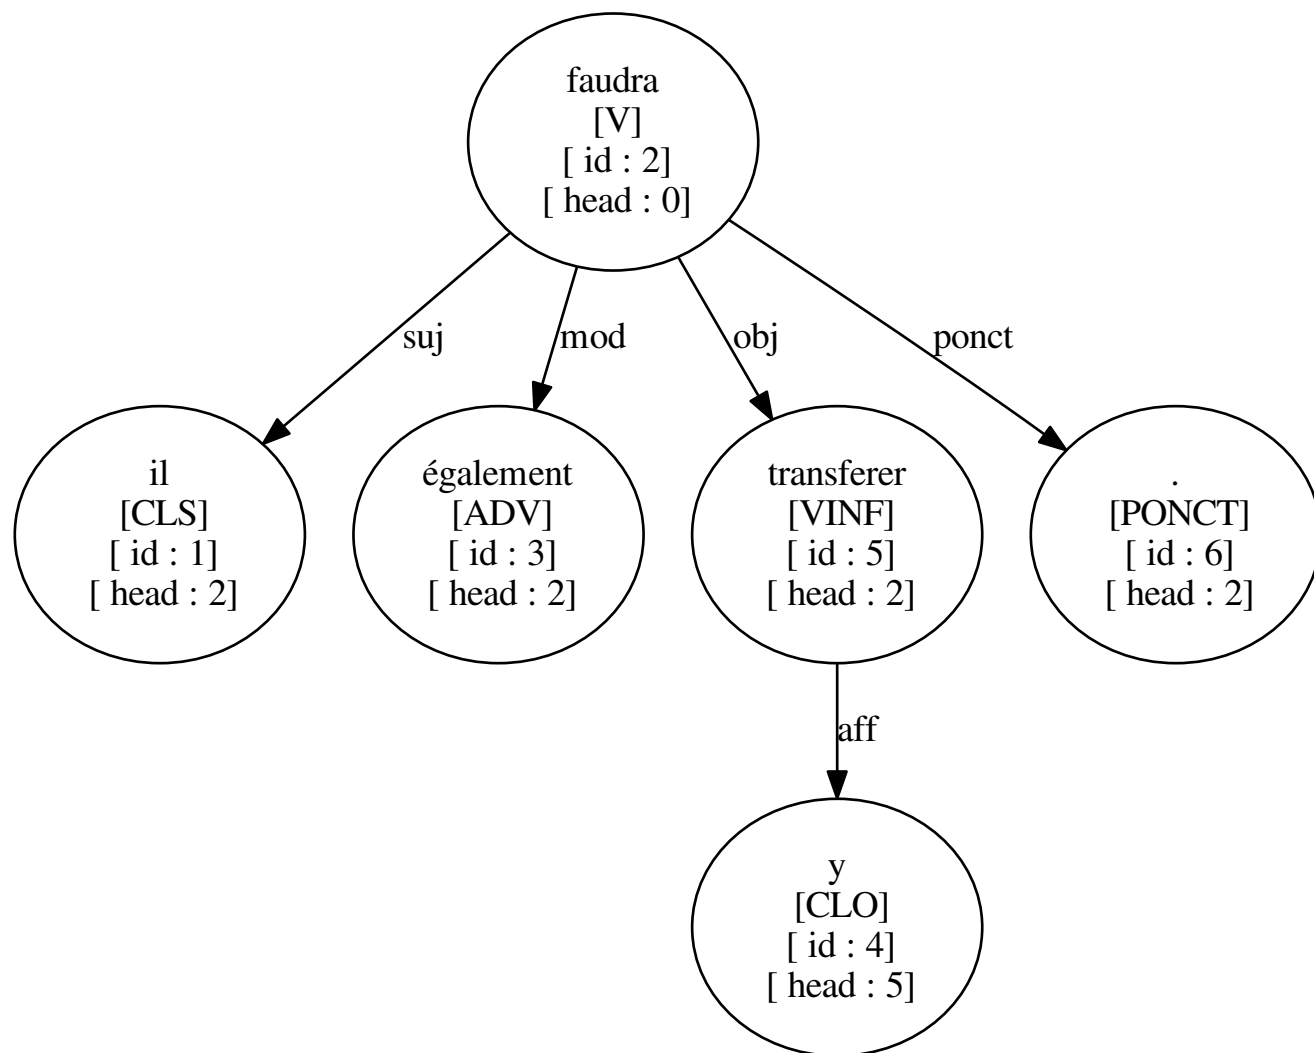 faudra
[V]
[ id : 2]
[ head : 0]
suj
mod
obj
ponct
il
[CLS]
[ id : 1]
[ head : 2]
également
[ADV]
[ id : 3]
[ head : 2]
transferer
[VINF]
[ id : 5]
[ head : 2]
.
[PONCT]
[ id : 6]
[ head : 2]
aff
y
[CLO]
[ id : 4]
[ head : 5]